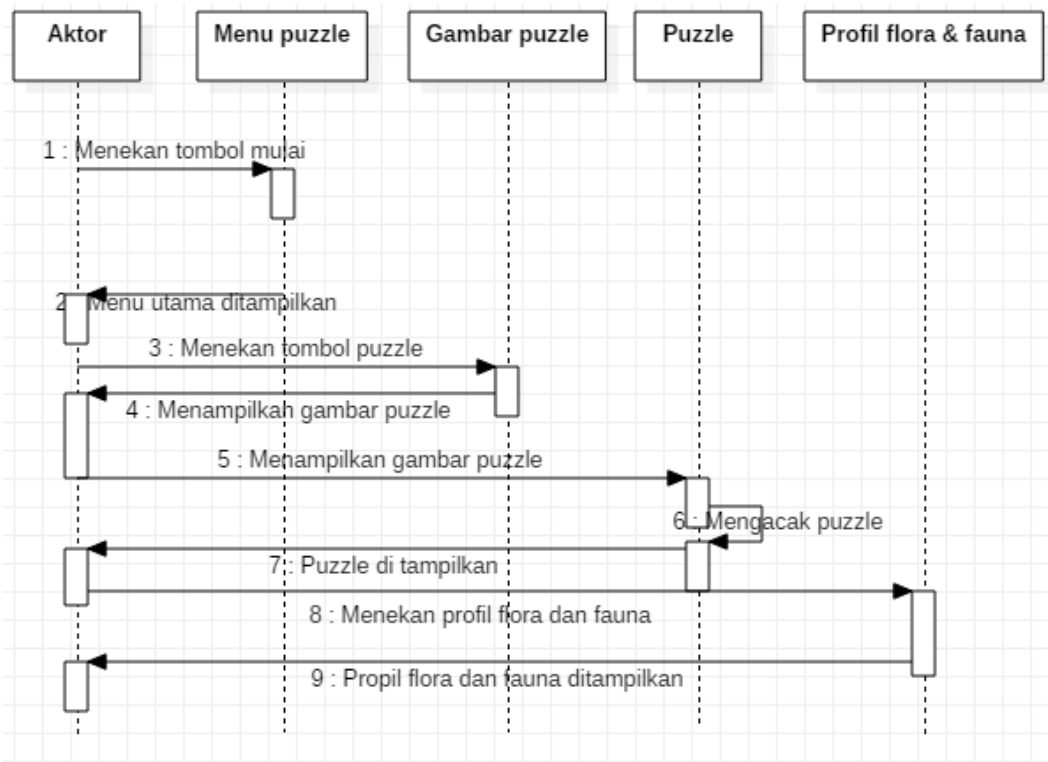 Aktor
Menu puzzle
Gambar puzzle
Puzzle
Profil flora & fauna
1 : Menekan tombol mulai
2 : Menu utama ditampilkan
3 : Menekan tombol puzzle
4 : Menampilkan gambar puzzle
5 : Menampilkan gambar puzzle
6 : Mengacak puzzle
7 : Puzzle di tampilkan
8 : Menekan profil flora dan fauna
9 : Propil flora dan fauna ditampilkan